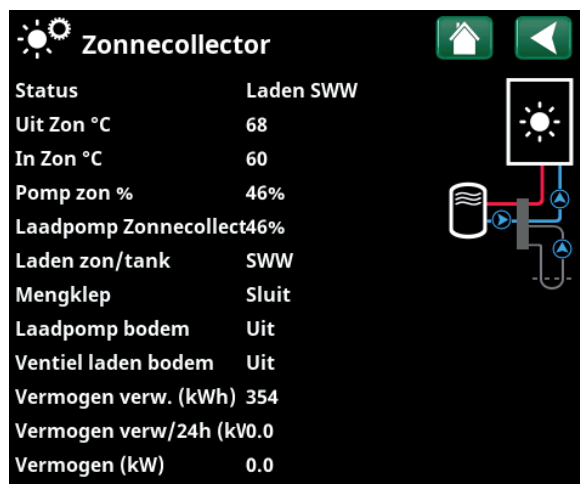 Zonnecollector
Status Laden SWW
Uit Zon °C 68
In Zon °C 60
Pomp zon % 46%
Laadpomp Zonnecollect46%
Laden zon/tank SWW
Mengklep Sluit
Laadpomp bodem Uit
Ventiel laden bodem Uit
Vermogen verw. (kWh) 354
Vermogen verw/24h (kV0.0
Vermogen (kW) 0.0